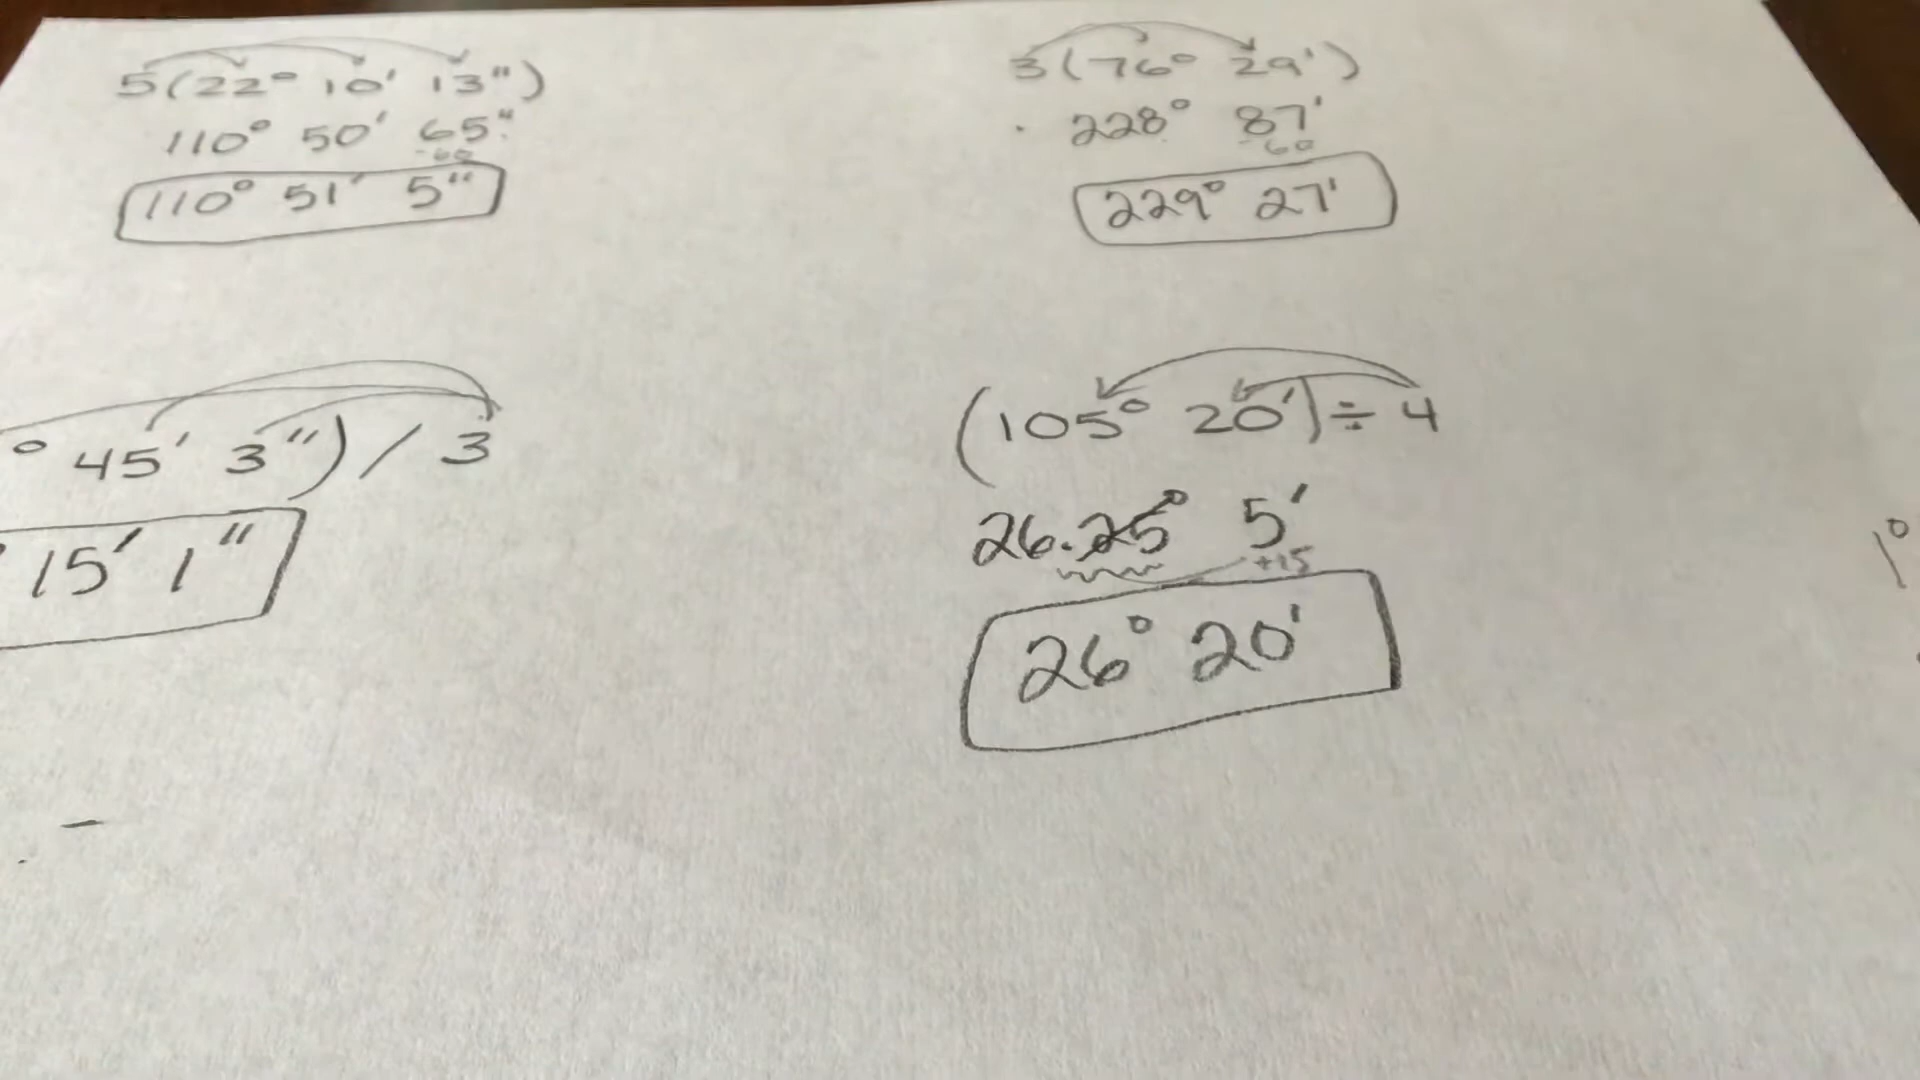 5(22° 10' 13")
110° 50' 65"
-60
110° 51' 5"
3(76° 29')
228° 87'
-60
229° 27'
° 45' 3") / 3
15' 1"
(105° 20') ÷ 4
26.25° 5'
+15
26° 20'
1°